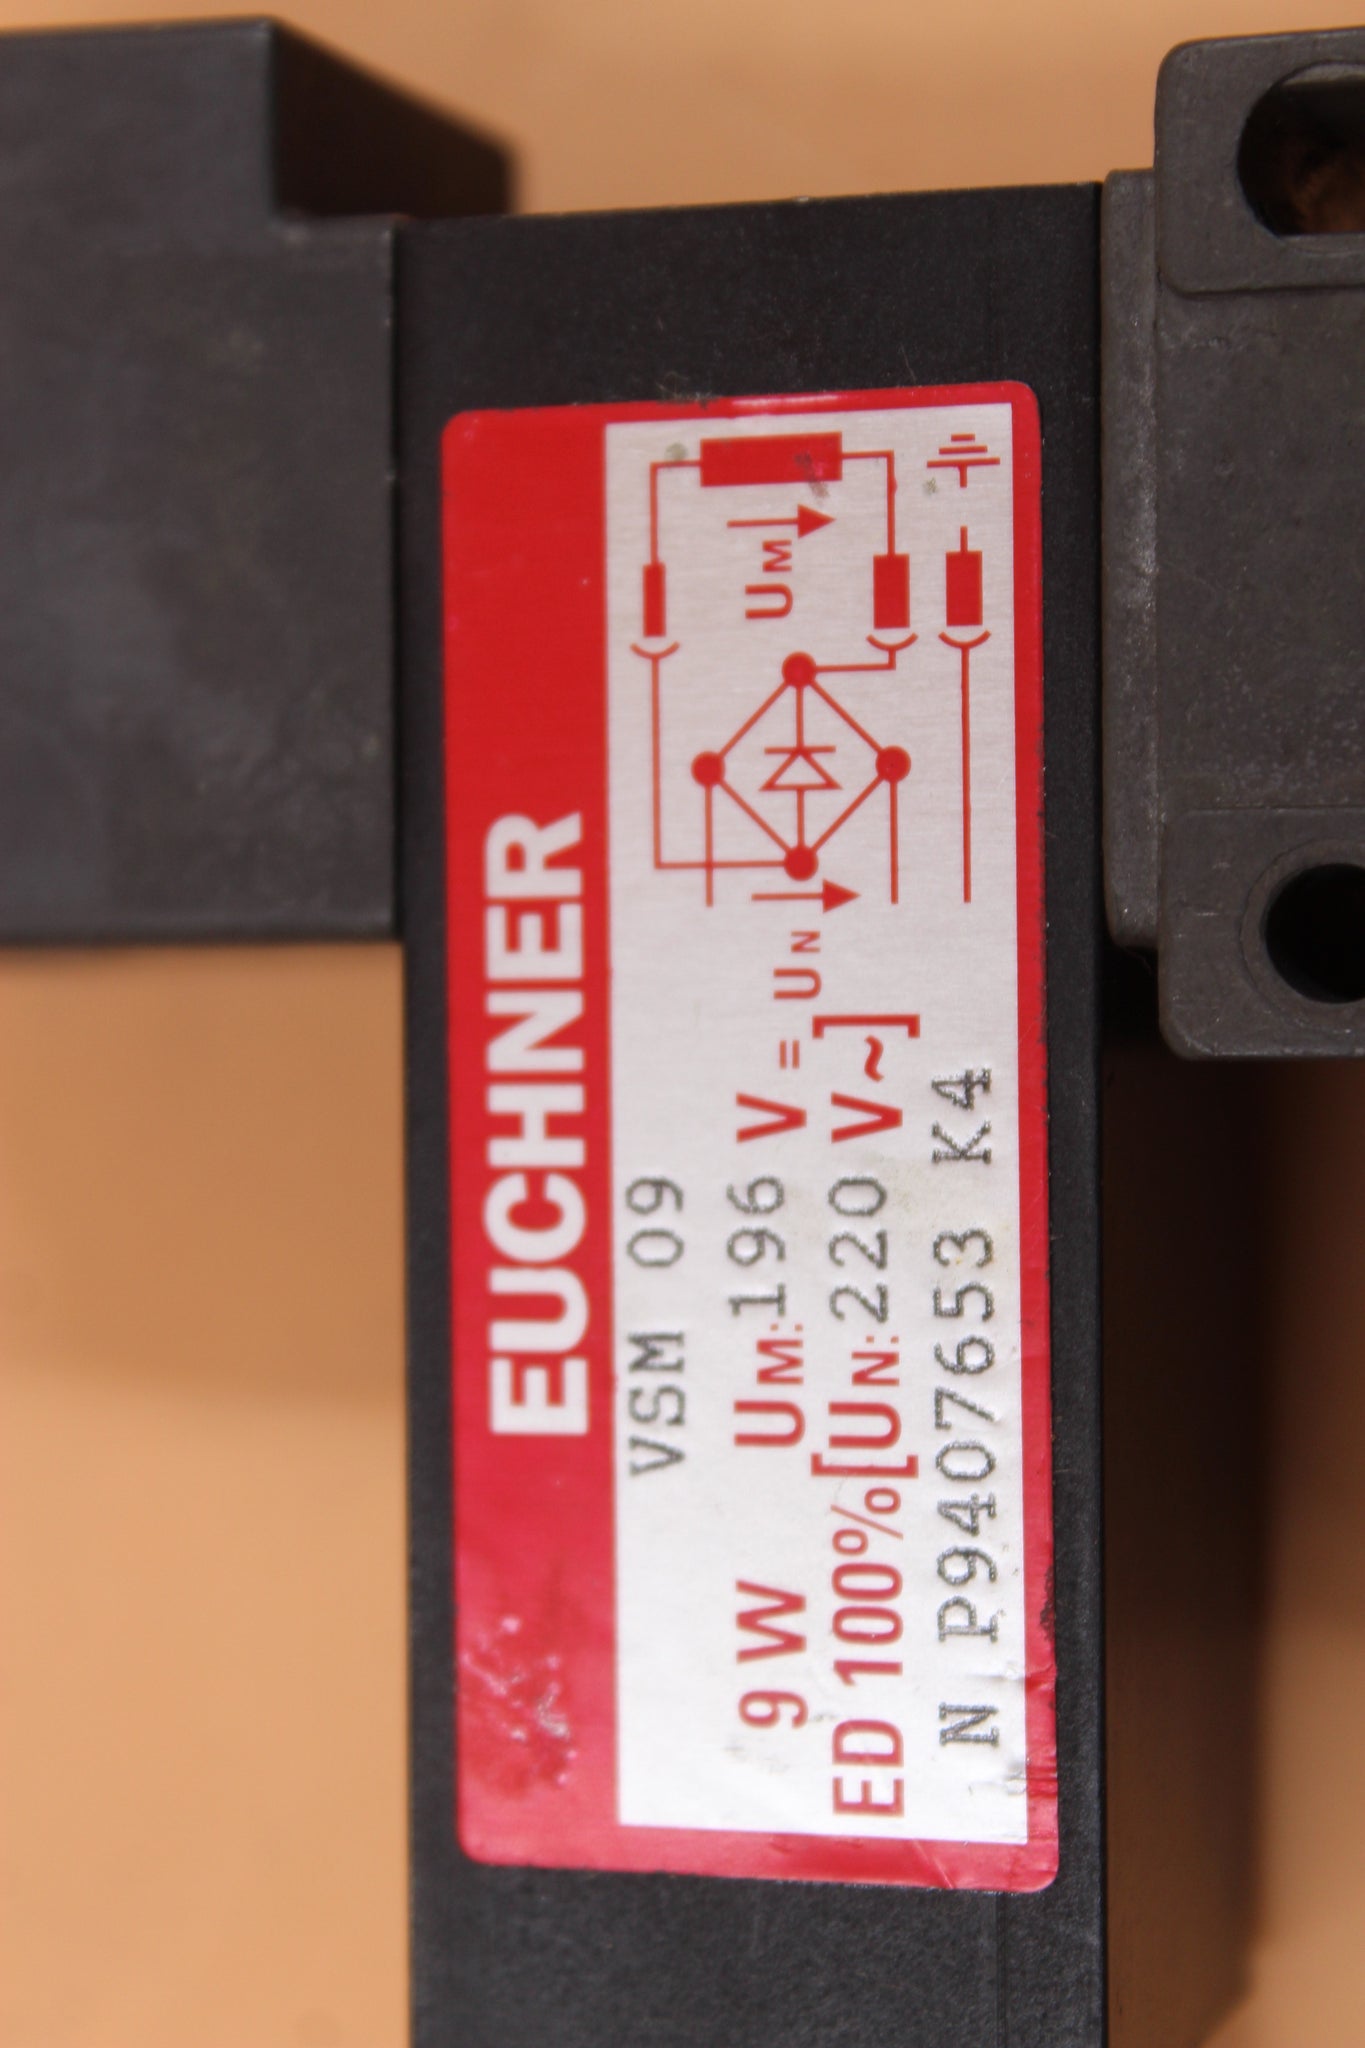 EUCHNER
VSM 09
9 W UM: 196 V =
ED 100% [UN: 220 V~]
N P9407653 K4
UN
UM